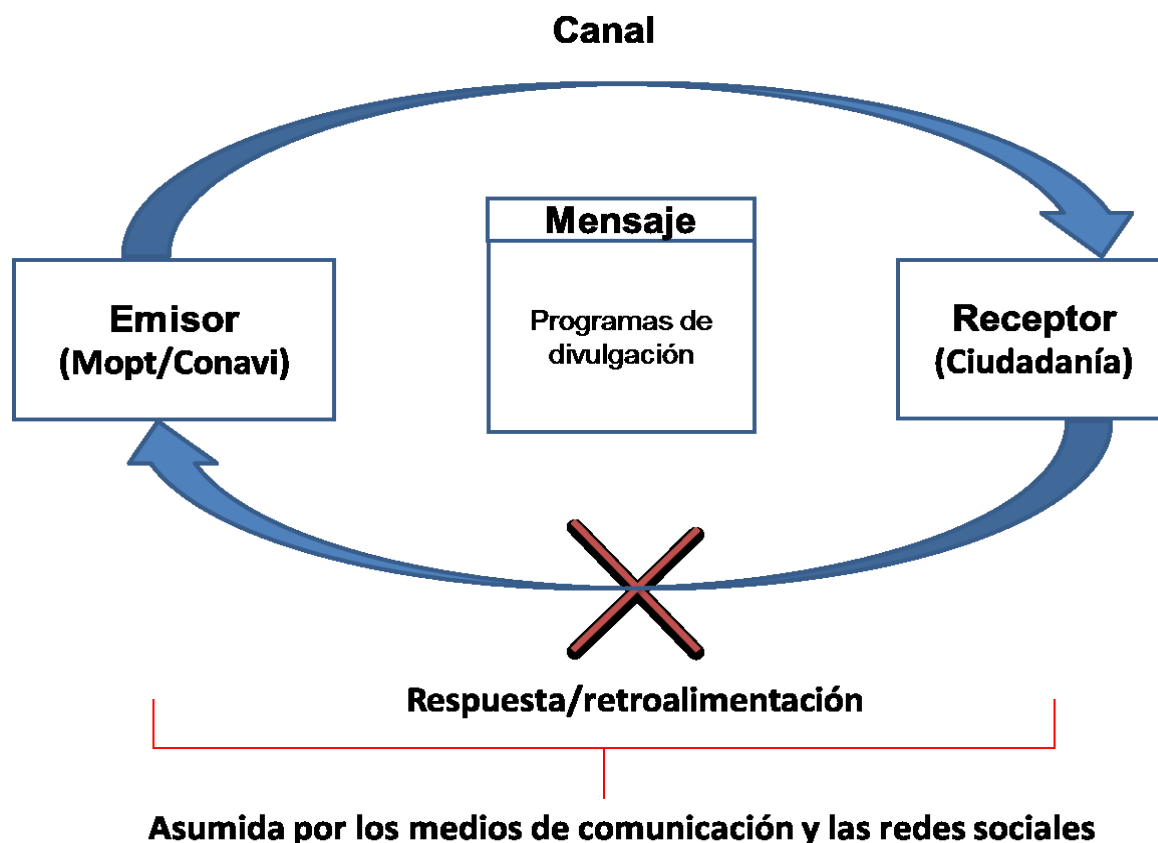 Canal
Mensaje
Programas de
divulgación
Emisor
(Mopt/Conavi)
Receptor
(Ciudadanía)
Respuesta/retroalimentación
Asumida por los medios de comunicación y las redes sociales